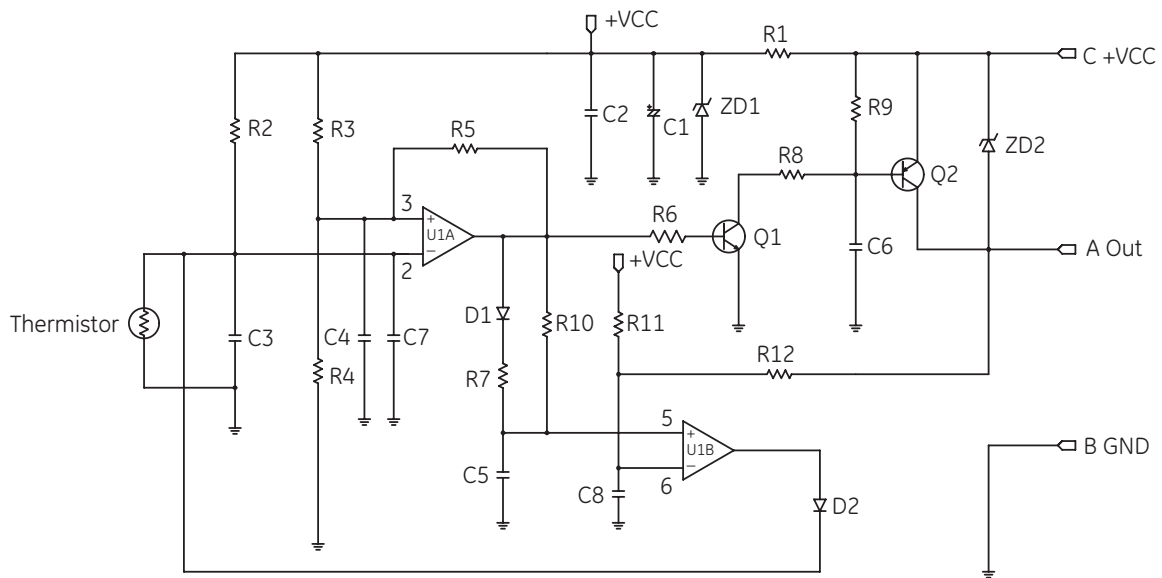 +VCC
R1
C +VCC
R2
R3
R5
C2
C1
ZD1
R9
ZD2
R8
Q2
3
+
U1A
−
2
R6
Q1
+VCC
C6
A Out
Thermistor
C3
C4
C7
D1
R10
R11
R4
R7
R12
5
+
U1B
−
6
B GND
C5
C8
D2